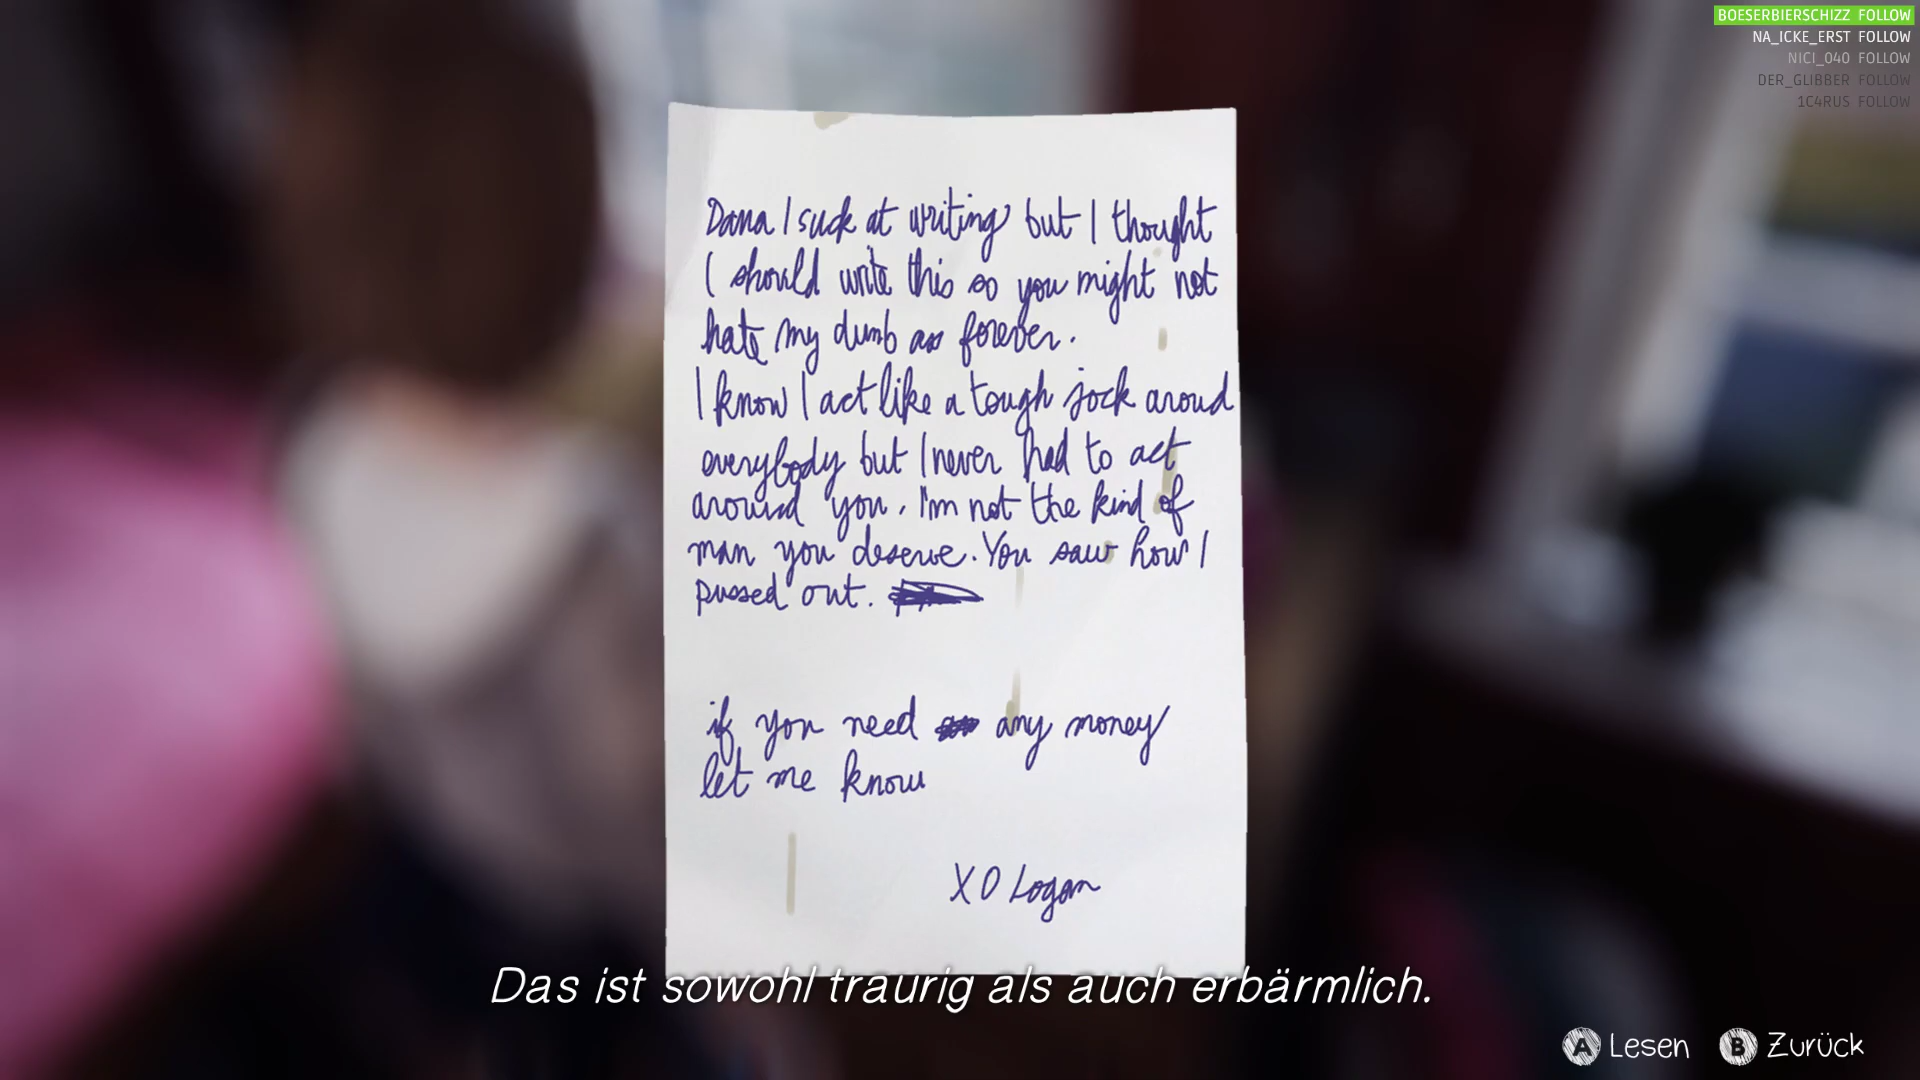 BOESERBIERSCHIZZ FOLLOW
NA_ICKE_ERST FOLLOW
NICI_040 FOLLOW
DER_GLIBBER FOLLOW
1C4RUS FOLLOW
Dana I suck at writing but I thought
I should write this so you might not
hate my dumb ass forever.
I know I act like a tough jock aroud
everybody but I never had to act
around you. I'm not the kind of
man you deserve. You saw how I
pussed out.
if you need any money
let me know
XO Logan
Das ist sowohl traurig als auch erbärmlich.
A Lesen B Zurück